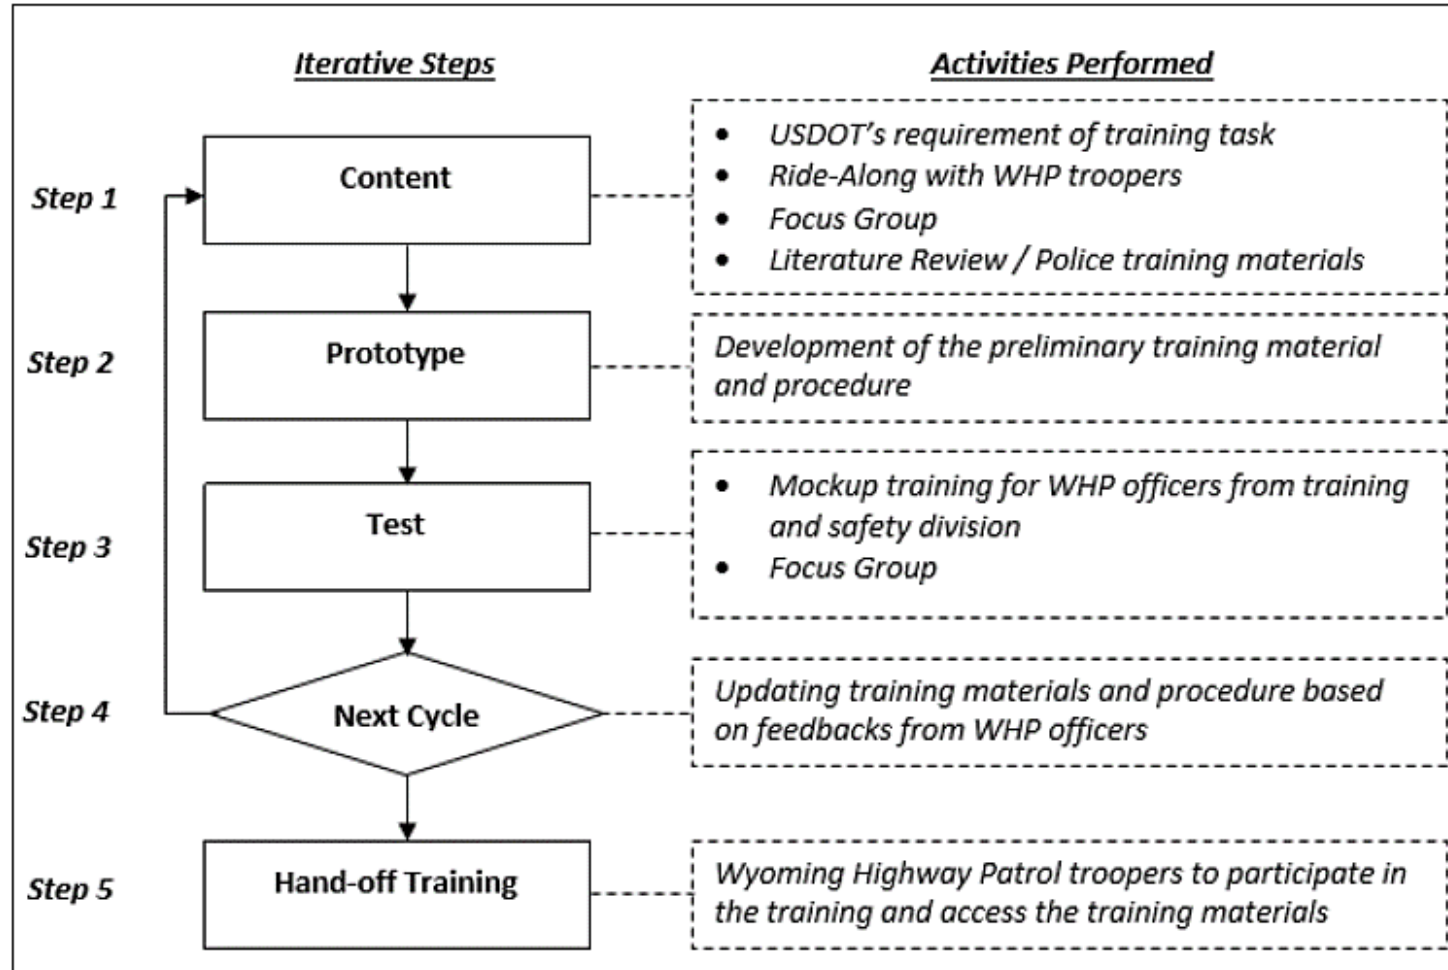 Iterative Steps
Activities Performed
Step 1
Content
• USDOT's requirement of training task
• Ride-Along with WHP troopers
• Focus Group
• Literature Review / Police training materials
Step 2
Prototype
Development of the preliminary training material
and procedure
Step 3
Test
• Mockup training for WHP officers from training
and safety division
• Focus Group
Step 4
Next Cycle
Updating training materials and procedure based
on feedbacks from WHP officers
Step 5
Hand-off Training
Wyoming Highway Patrol troopers to participate in
the training and access the training materials